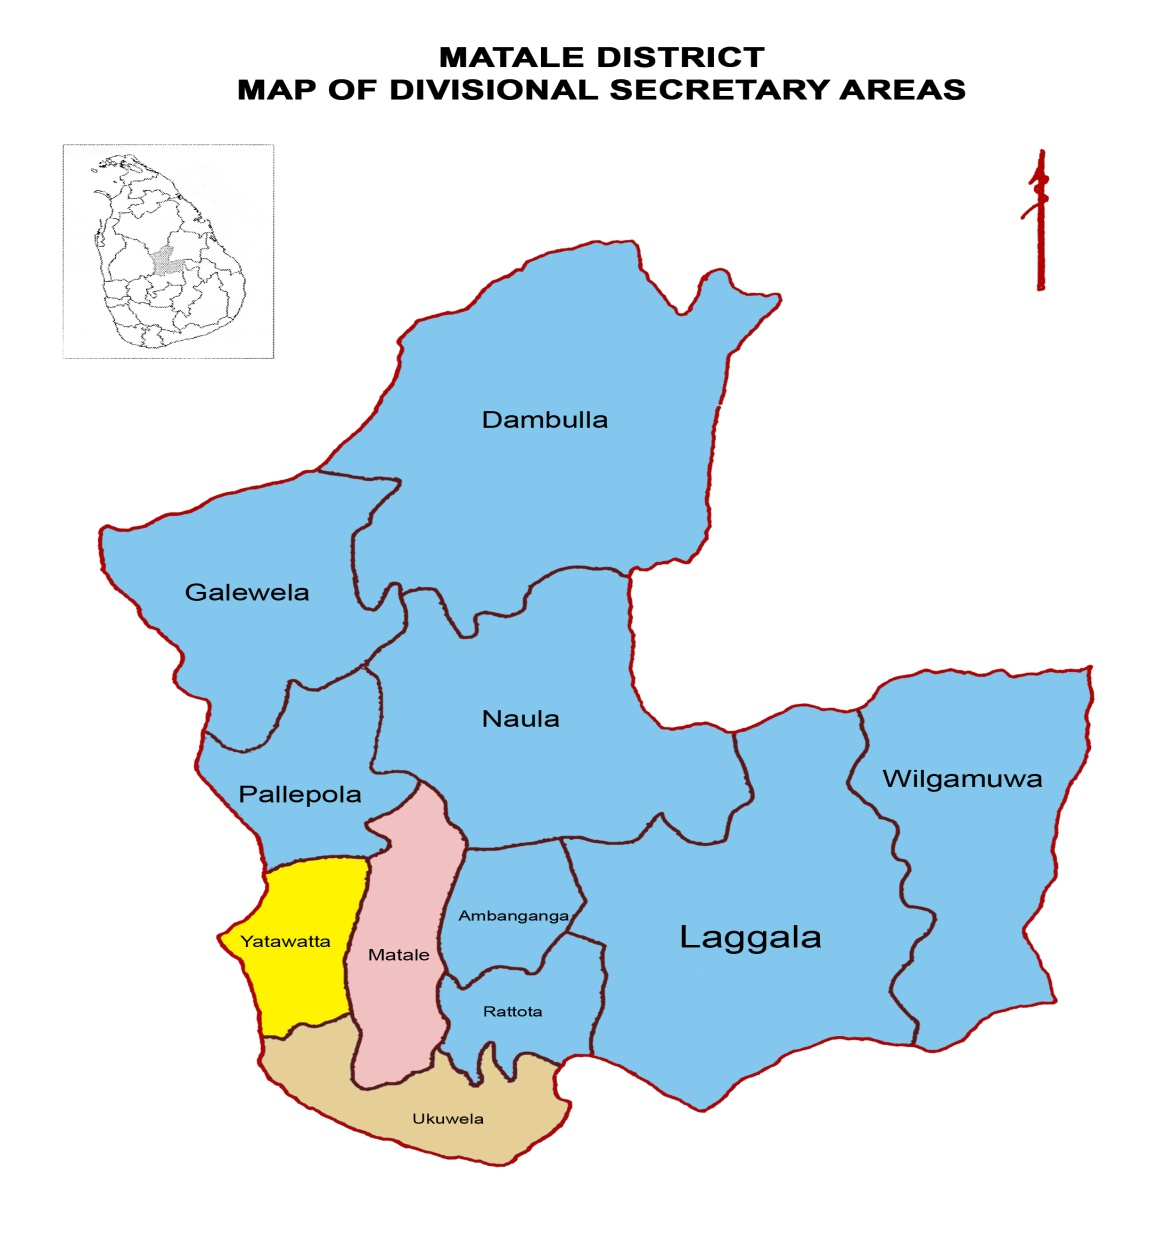 MATALE DISTRICT
MAP OF DIVISIONAL SECRETARY AREAS
Dambulla
Galewela
Naula
Wilgamuwa
Pallepola
Ambanganga
Laggala
Yatawatta
Matale
Rattota
Ukuwela